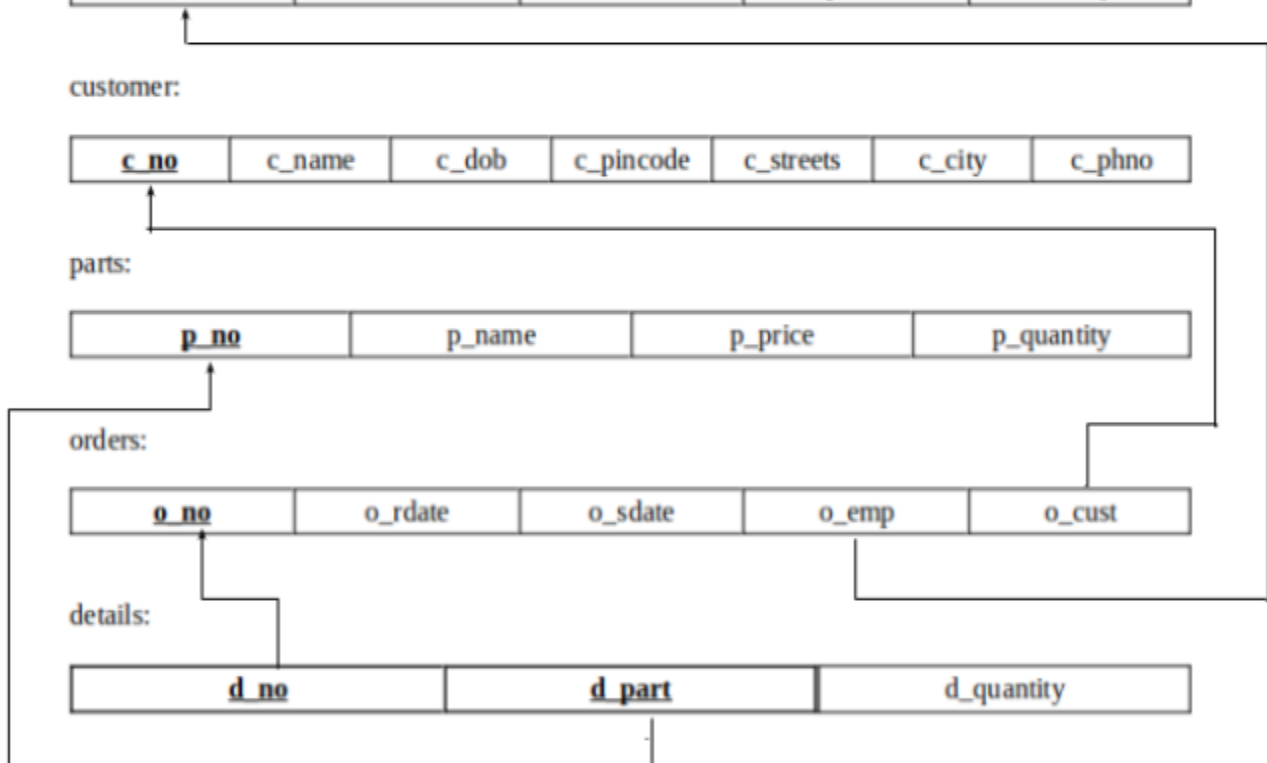 customer:
c_no c_name c_dob c_pincode c_streets c_city c_phno
parts:
p_no p_name p_price p_quantity
orders:
o_no o_rdate o_sdate o_emp o_cust
details:
d_no d_part d_quantity